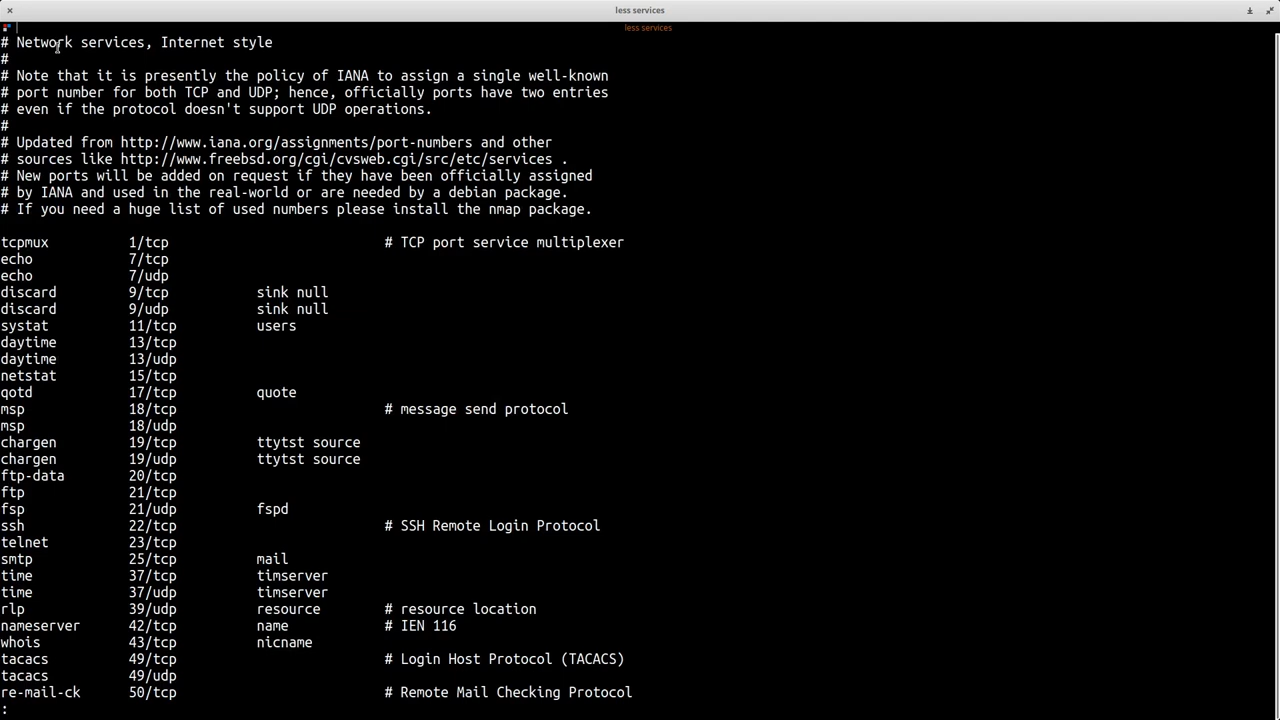 less services
less services
# Network services, Internet style
#
# Note that it is presently the policy of IANA to assign a single well-known
# port number for both TCP and UDP; hence, officially ports have two entries
# even if the protocol doesn't support UDP operations.
#
# Updated from http://www.iana.org/assignments/port-numbers and other
# sources like http://www.freebsd.org/cgi/cvsweb.cgi/src/etc/services .
# New ports will be added on request if they have been officially assigned
# by IANA and used in the real-world or are needed by a debian package.
# If you need a huge list of used numbers please install the nmap package.

tcpmux          1/tcp                           # TCP port service multiplexer
echo            7/tcp
echo            7/udp
discard         9/tcp           sink null
discard         9/udp           sink null
systat          11/tcp          users
daytime         13/tcp
daytime         13/udp
netstat         15/tcp
qotd            17/tcp          quote
msp             18/tcp                          # message send protocol
msp             18/udp
chargen         19/tcp          ttytst source
chargen         19/udp          ttytst source
ftp-data        20/tcp
ftp             21/tcp
fsp             21/udp          fspd
ssh             22/tcp                          # SSH Remote Login Protocol
telnet          23/tcp
smtp            25/tcp          mail
time            37/tcp          timserver
time            37/udp          timserver
rlp             39/udp          resource        # resource location
nameserver      42/tcp          name            # IEN 116
whois           43/tcp          nicname
tacacs          49/tcp                          # Login Host Protocol (TACACS)
tacacs          49/udp
re-mail-ck      50/tcp                          # Remote Mail Checking Protocol
: